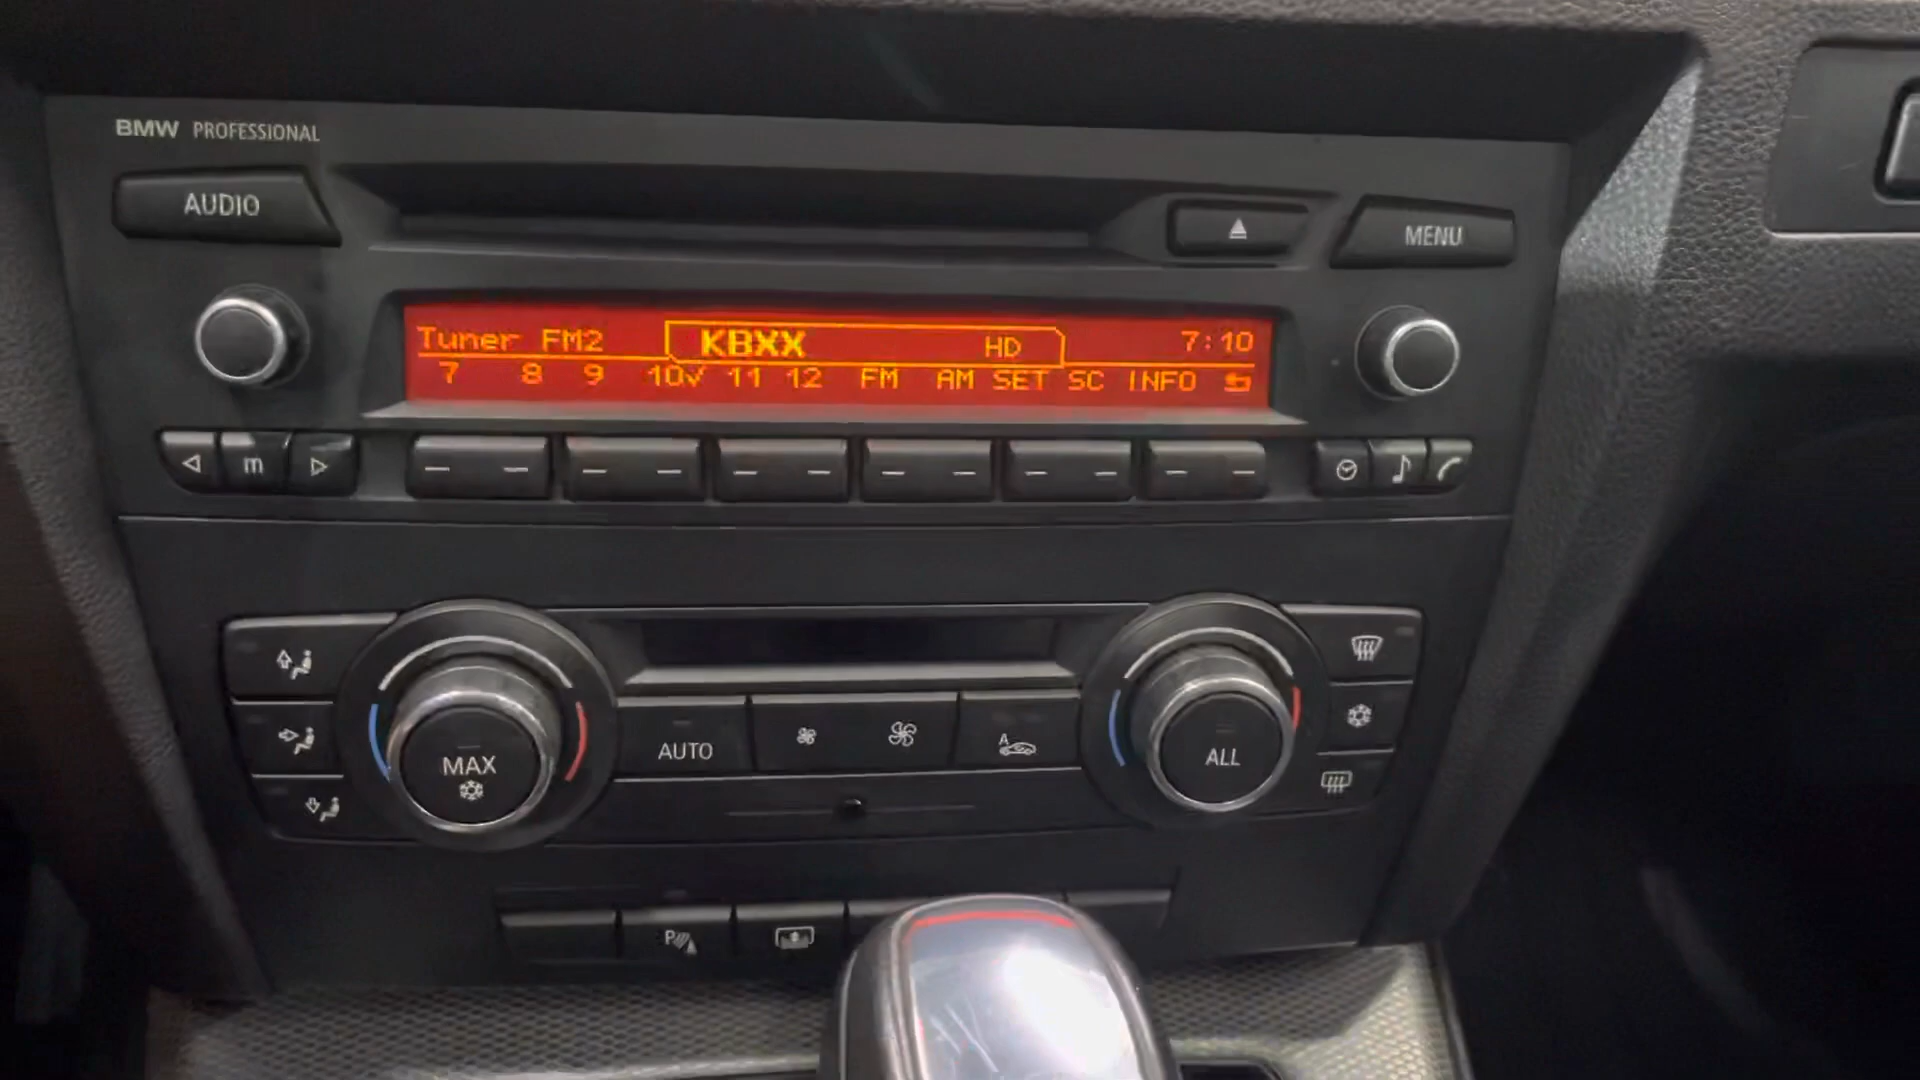 BMW PROFESSIONAL
AUDIO
MENU
Tuner FM2 KBXX HD 7:10
7 8 9 10√ 11 12 FM AM SET SC INFO
m
MAX
AUTO
A
ALL
P